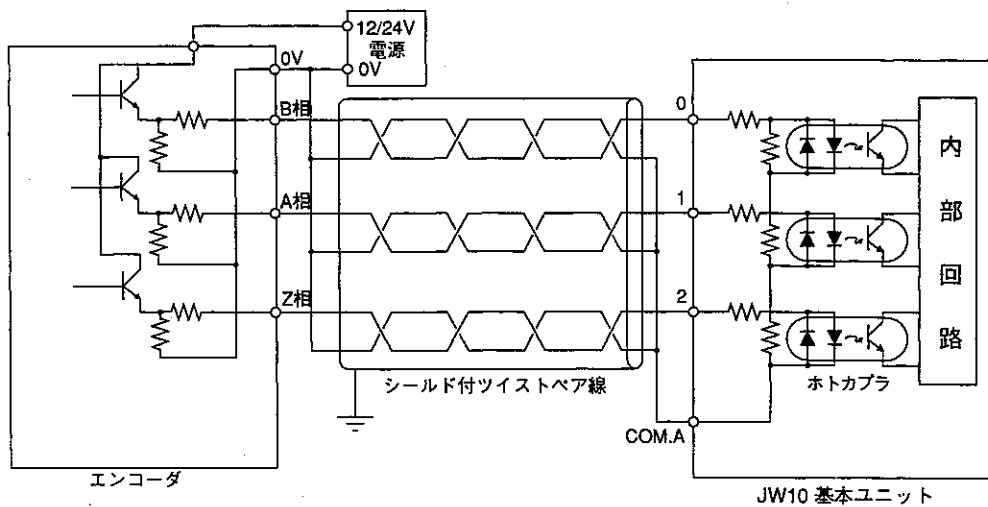 12/24V
電源
0V
0V
B相
A相
Z相
エンコーダ
シールド付ツイストペア線
0
1
2
COM.A
ホトカプラ
内部回路
JW10 基本ユニット